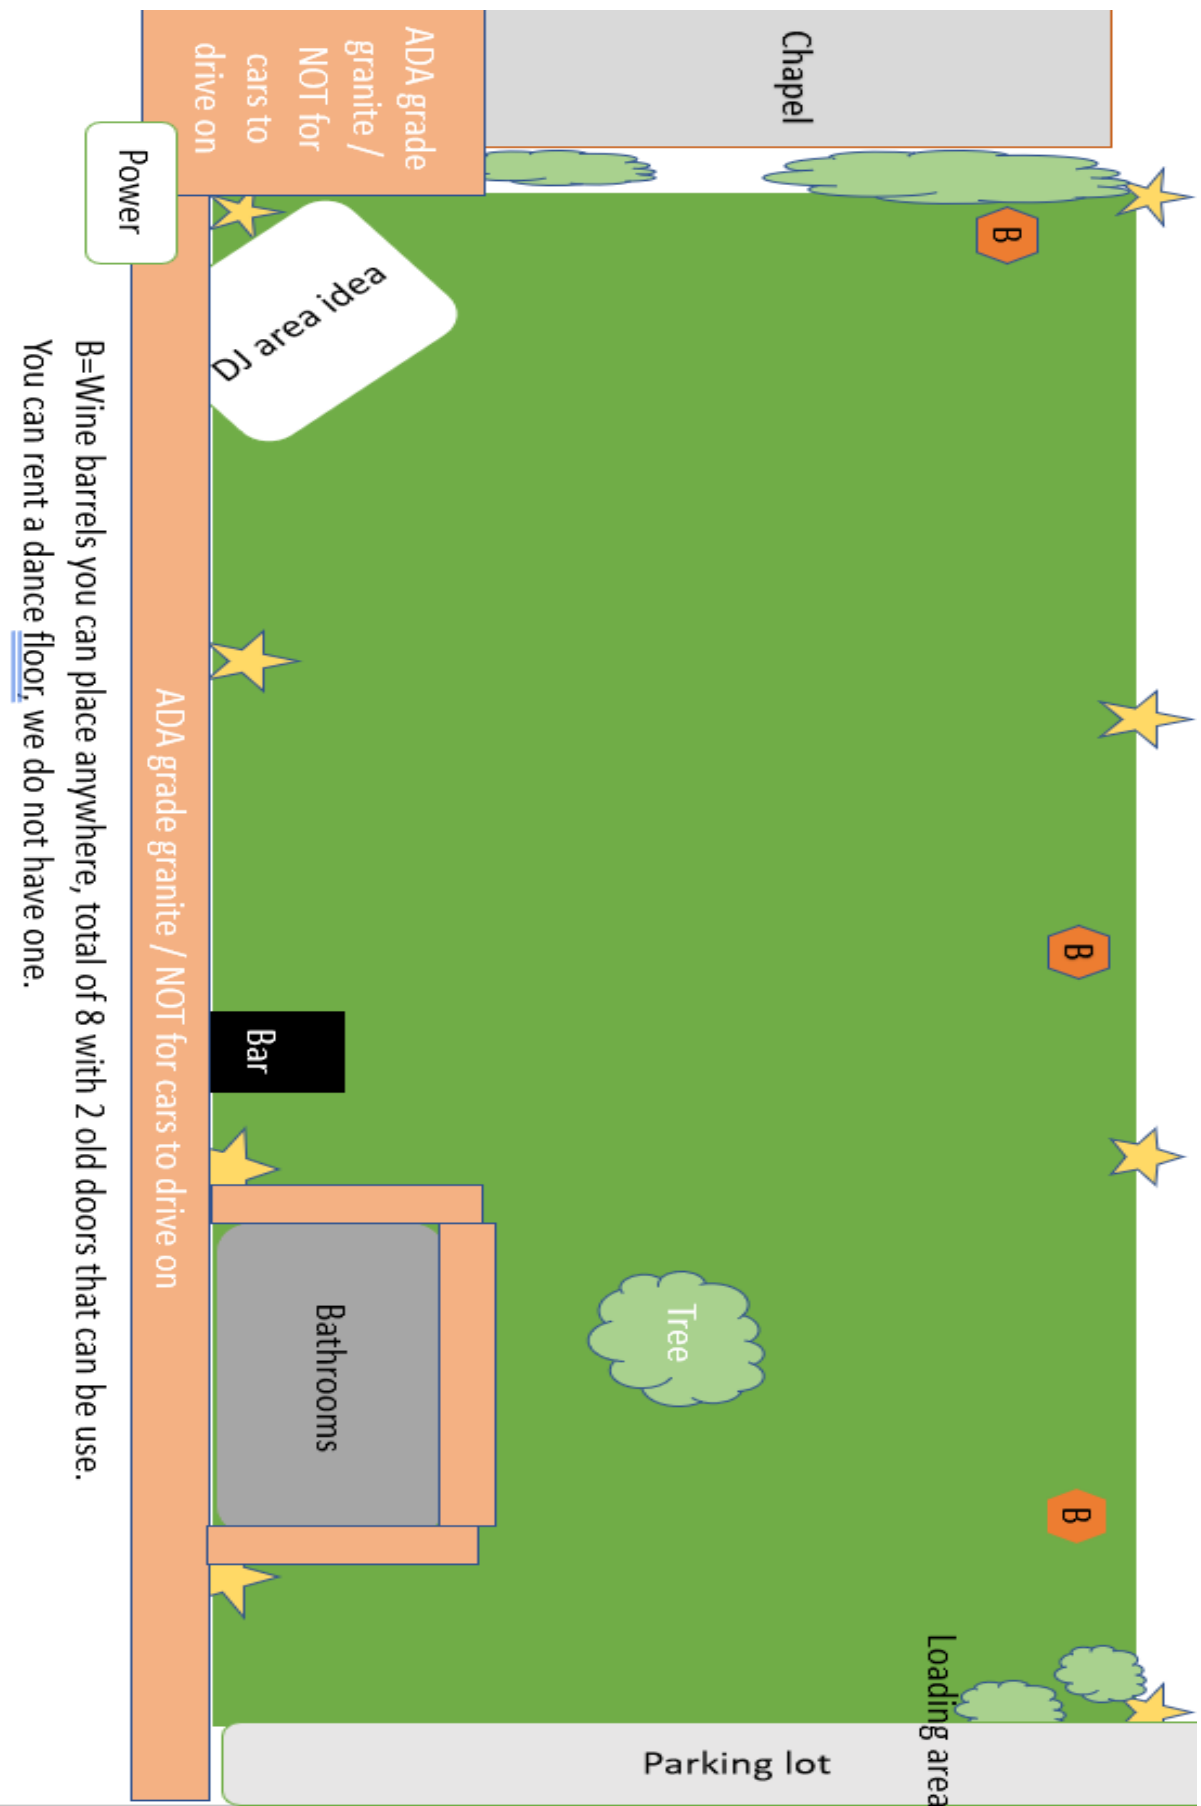 Chapel
ADA grade
granite /
NOT for
cars to
drive on
Power
DJ area idea
B
B
B
Bar
Bathrooms
Tree
Loading area
Parking lot
ADA grade granite / NOT for cars to drive on
B=Wine barrels you can place anywhere, total of 8 with 2 old doors that can be use.
You can rent a dance floor, we do not have one.